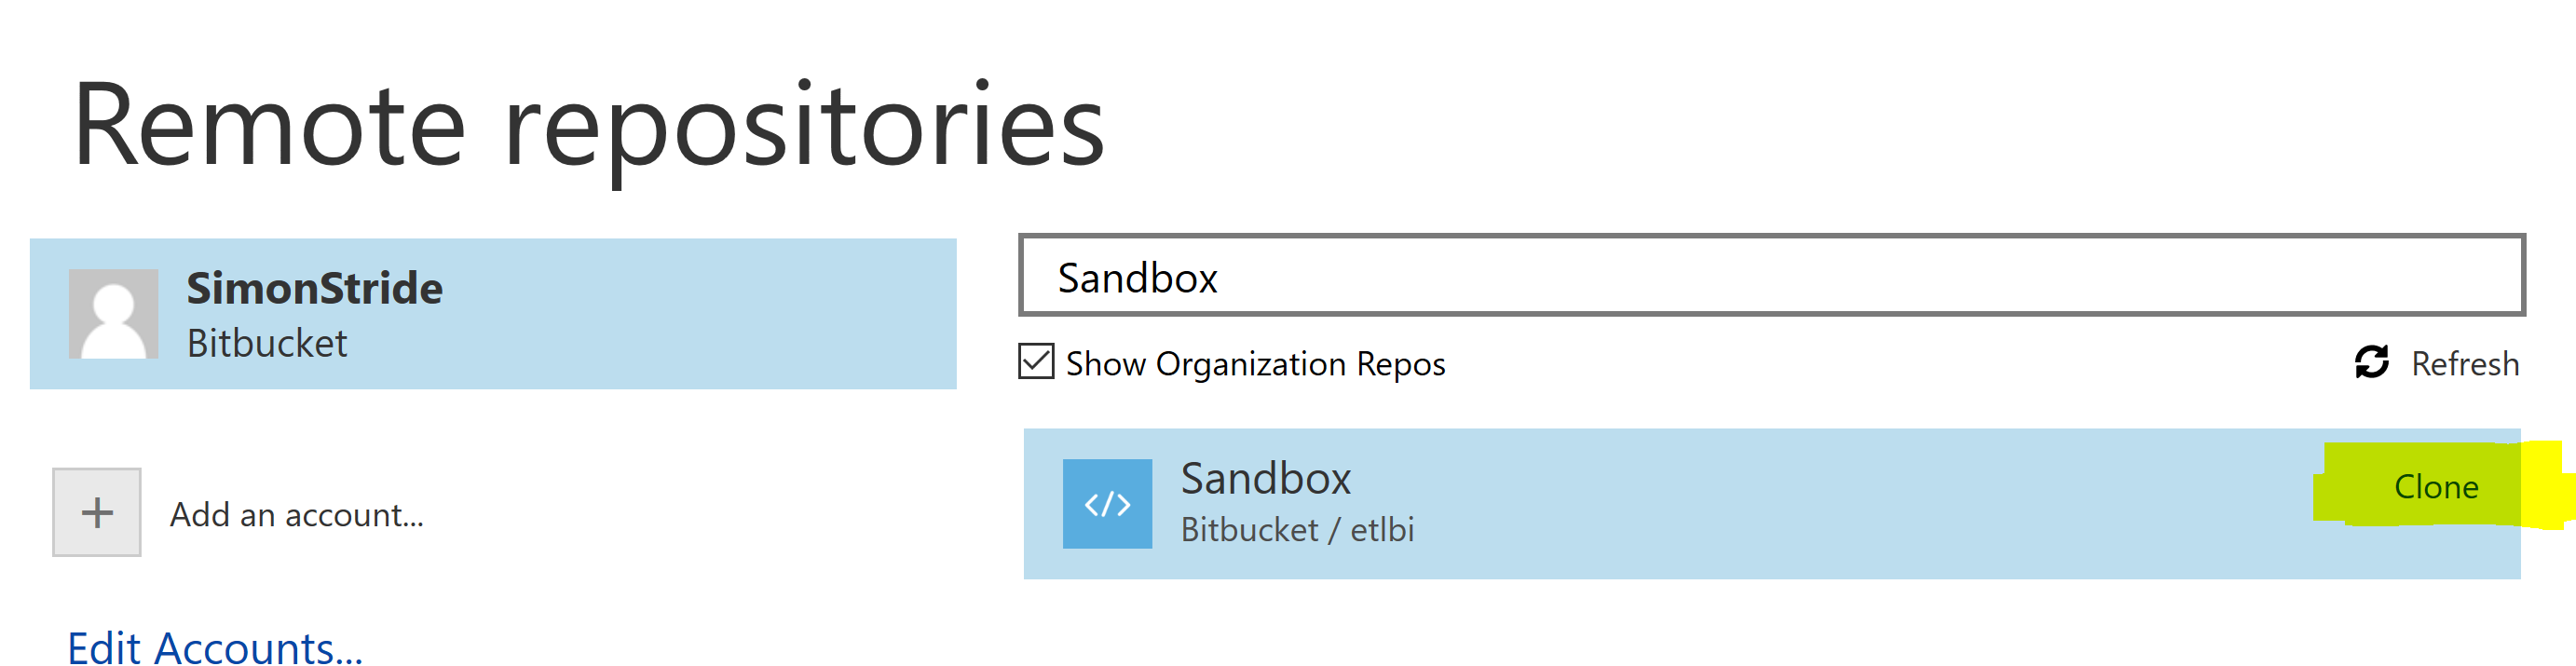 Remote repositories
SimonStride
Bitbucket
Add an account...
Edit Accounts...
Sandbox
Show Organization Repos
Refresh
</>
Sandbox
Bitbucket / etlbi
Clone